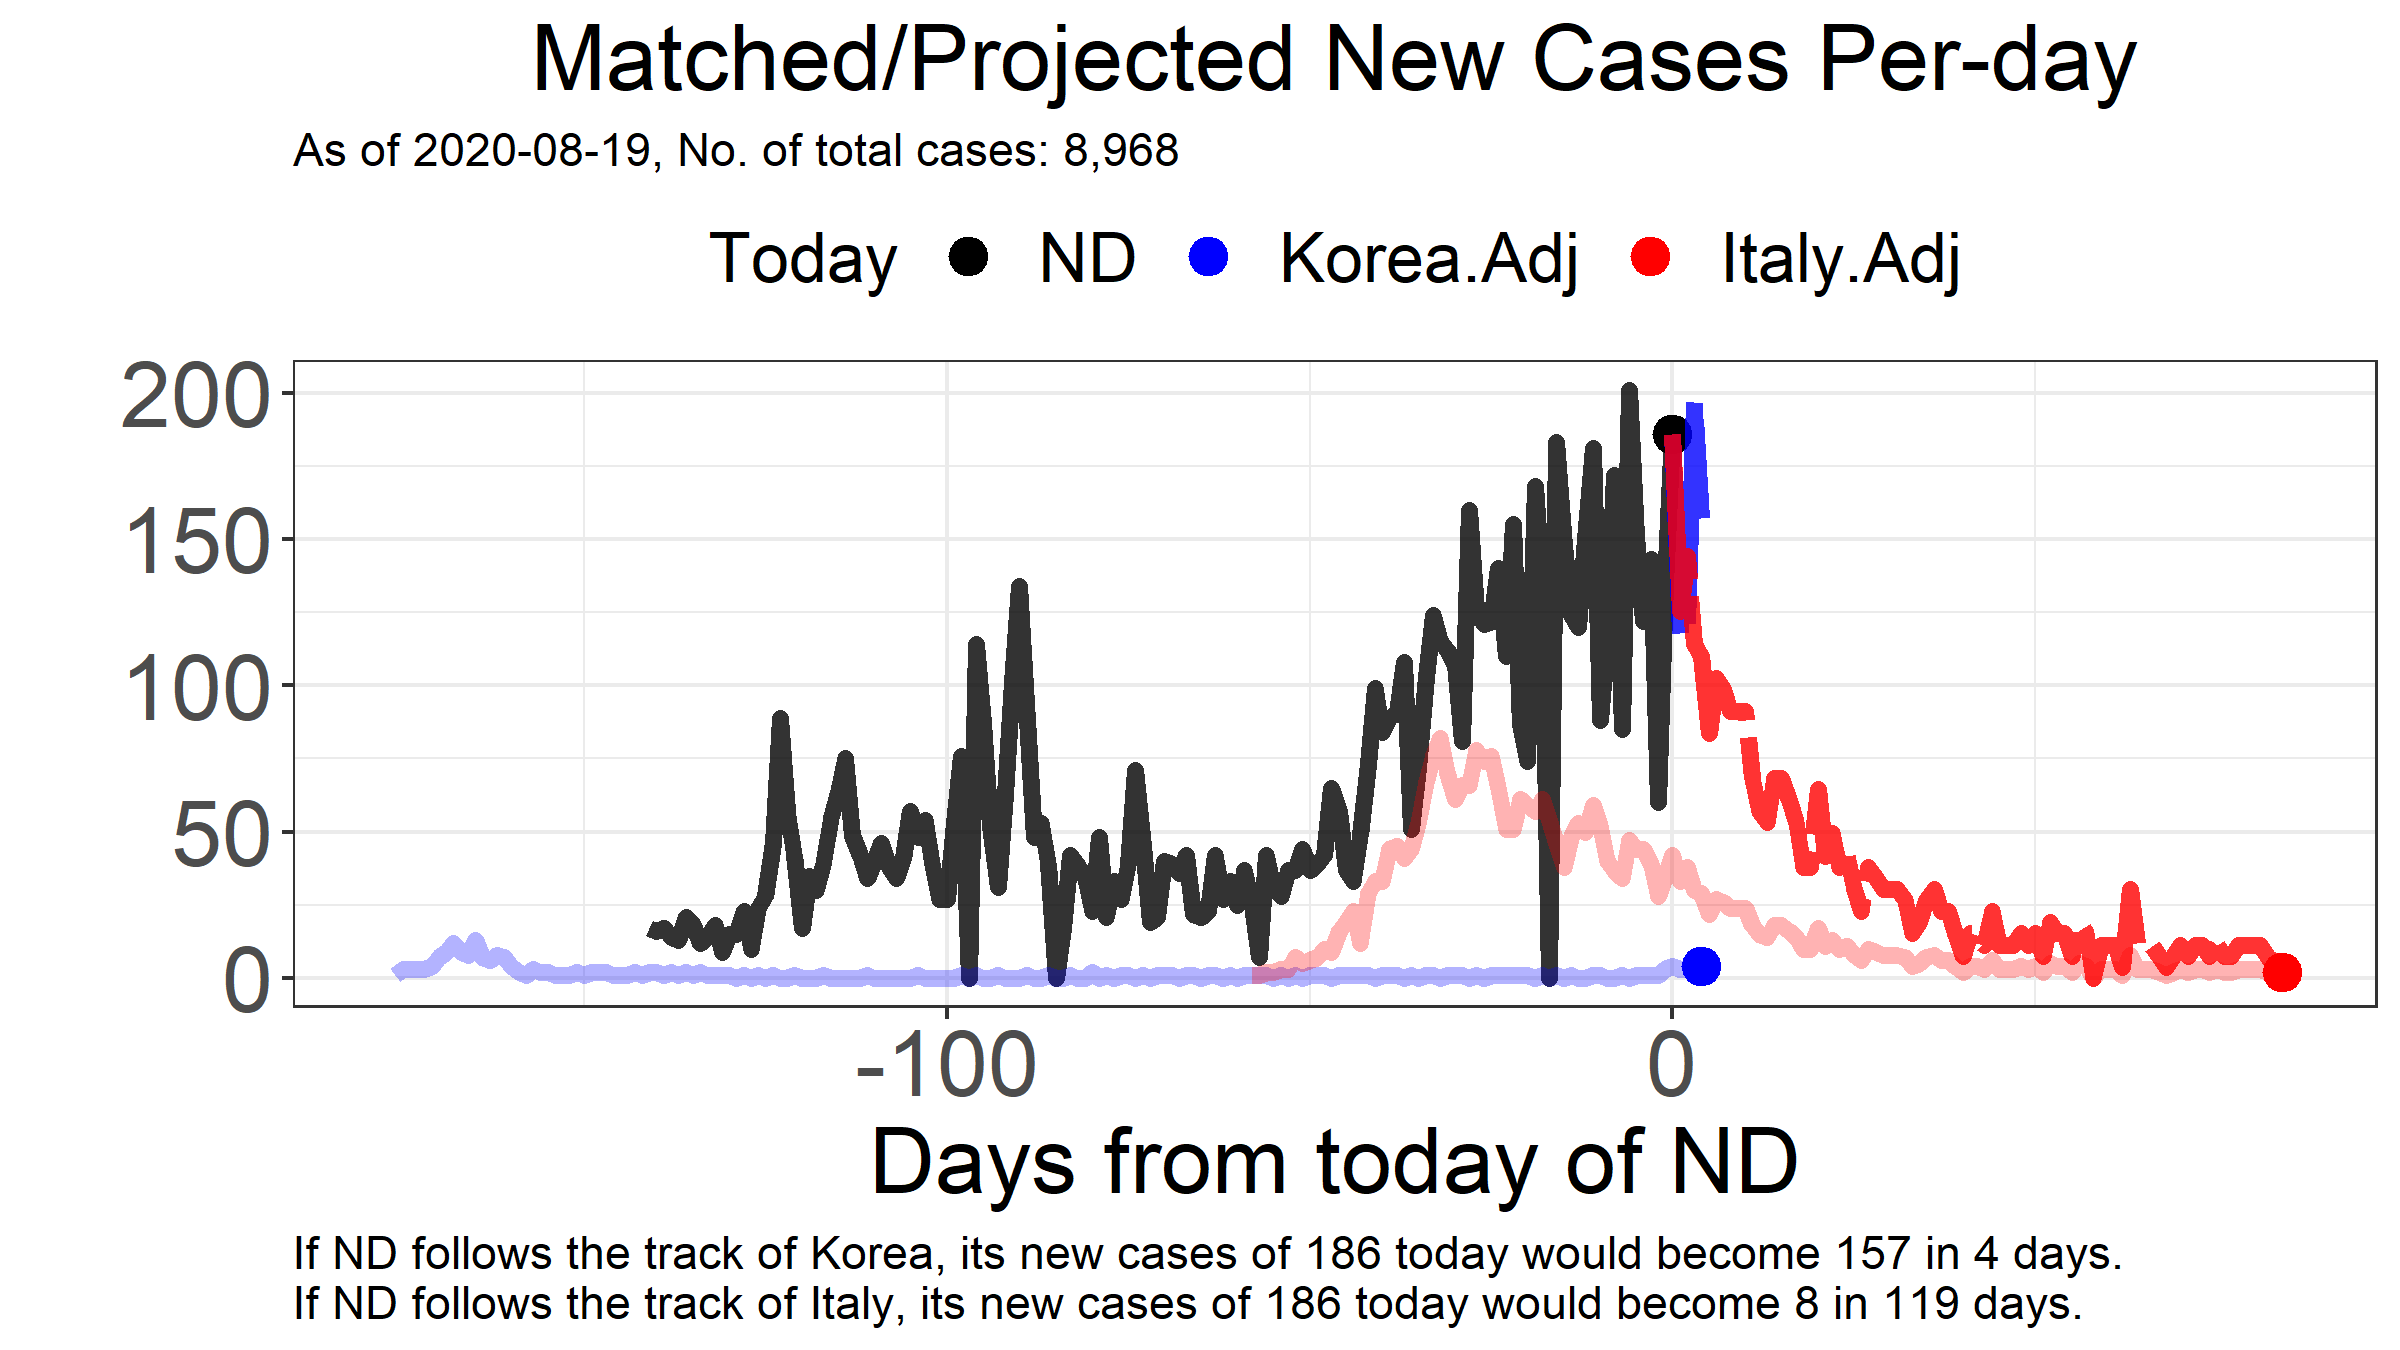 Matched/Projected New Cases Per-day
As of 2020-08-19, No. of total cases: 8,968
Today ND Korea.Adj Italy.Adj
200
150
100
50
0
-100 0
Days from today of ND
If ND follows the track of Korea, its new cases of 186 today would become 157 in 4 days.
If ND follows the track of Italy, its new cases of 186 today would become 8 in 119 days.